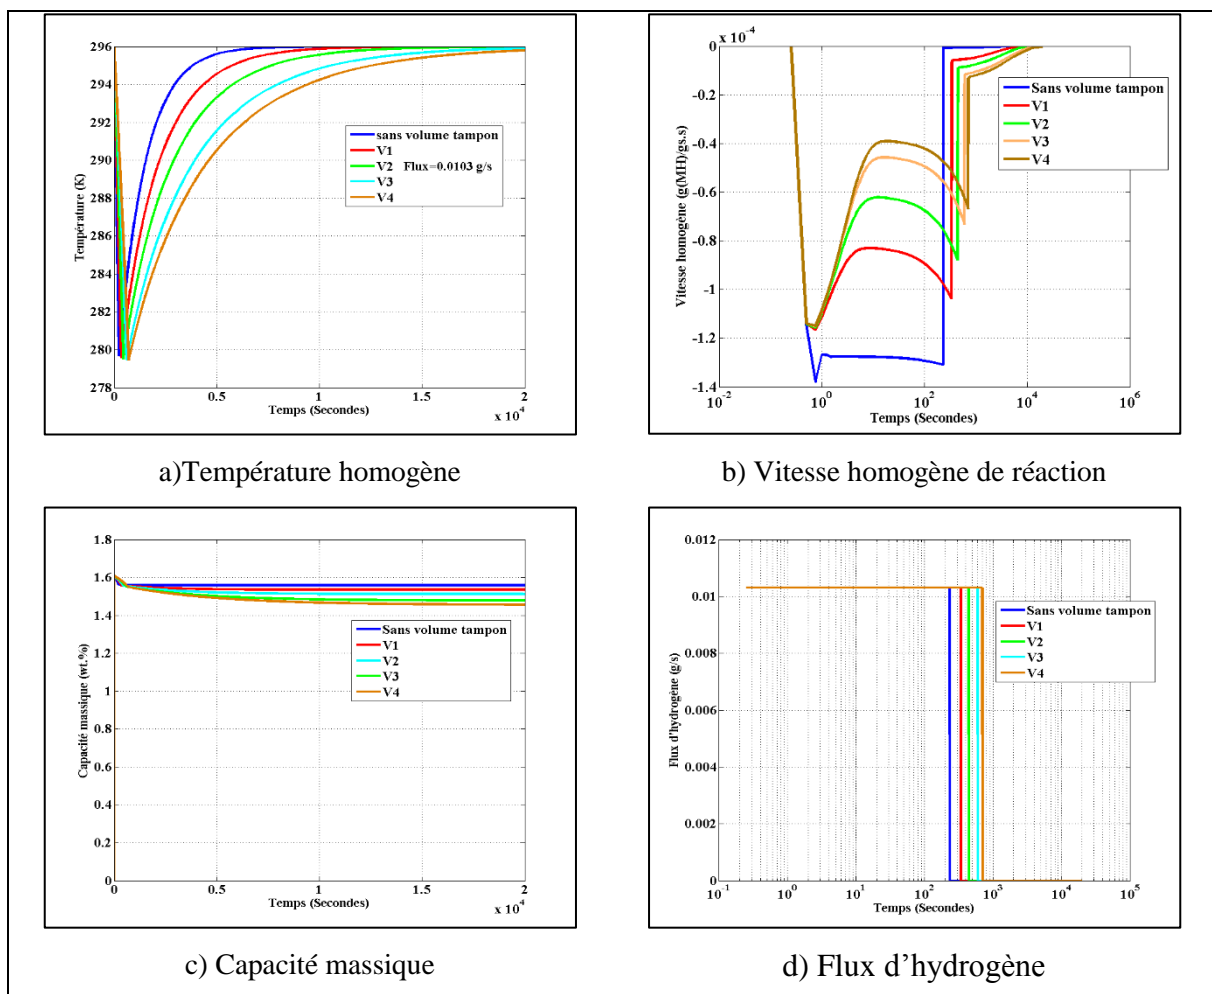 296
294
292
290
288
286
284
282
280
278
Température (K)
sans volume tampon
V1
V2 Flux=0.0103 g/s
V3
V4
0
0.5
1
1.5
2
x 10^4
Temps (Secondes)
a)Température homogène
x 10^-4
0
-0.2
-0.4
-0.6
-0.8
-1
-1.2
-1.4
Vitesse homogène (g(MH)/gs.s)
Sans volume tampon
V1
V2
V3
V4
10^-2
10^0
10^2
10^4
10^6
Temps (Secondes)
b) Vitesse homogène de réaction
1.8
1.6
1.4
1.2
1
0.8
0.6
0.4
0.2
0
Capacité massique (wt.%)
Sans volume tampon
V1
V2
V3
V4
0
0.5
1
1.5
2
x 10^4
Temps (Secondes)
c) Capacité massique
0.012
0.01
0.008
0.006
0.004
0.002
0
Flux d'hydrogène (g/s)
Sans volume tampon
V1
V2
V3
V4
10^-1
10^0
10^1
10^2
10^3
10^4
10^5
Temps (Secondes)
d) Flux d’hydrogène